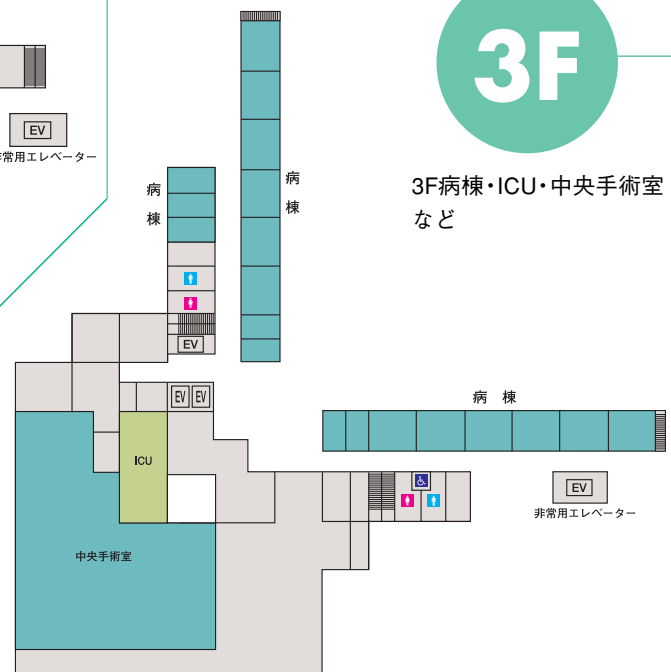 3F
3F病棟・ICU・中央手術室
など
EV
常用エレベーター
病棟
病棟
EV
EV EV
ICU
中央手術室
病棟
EV
非常用エレベーター